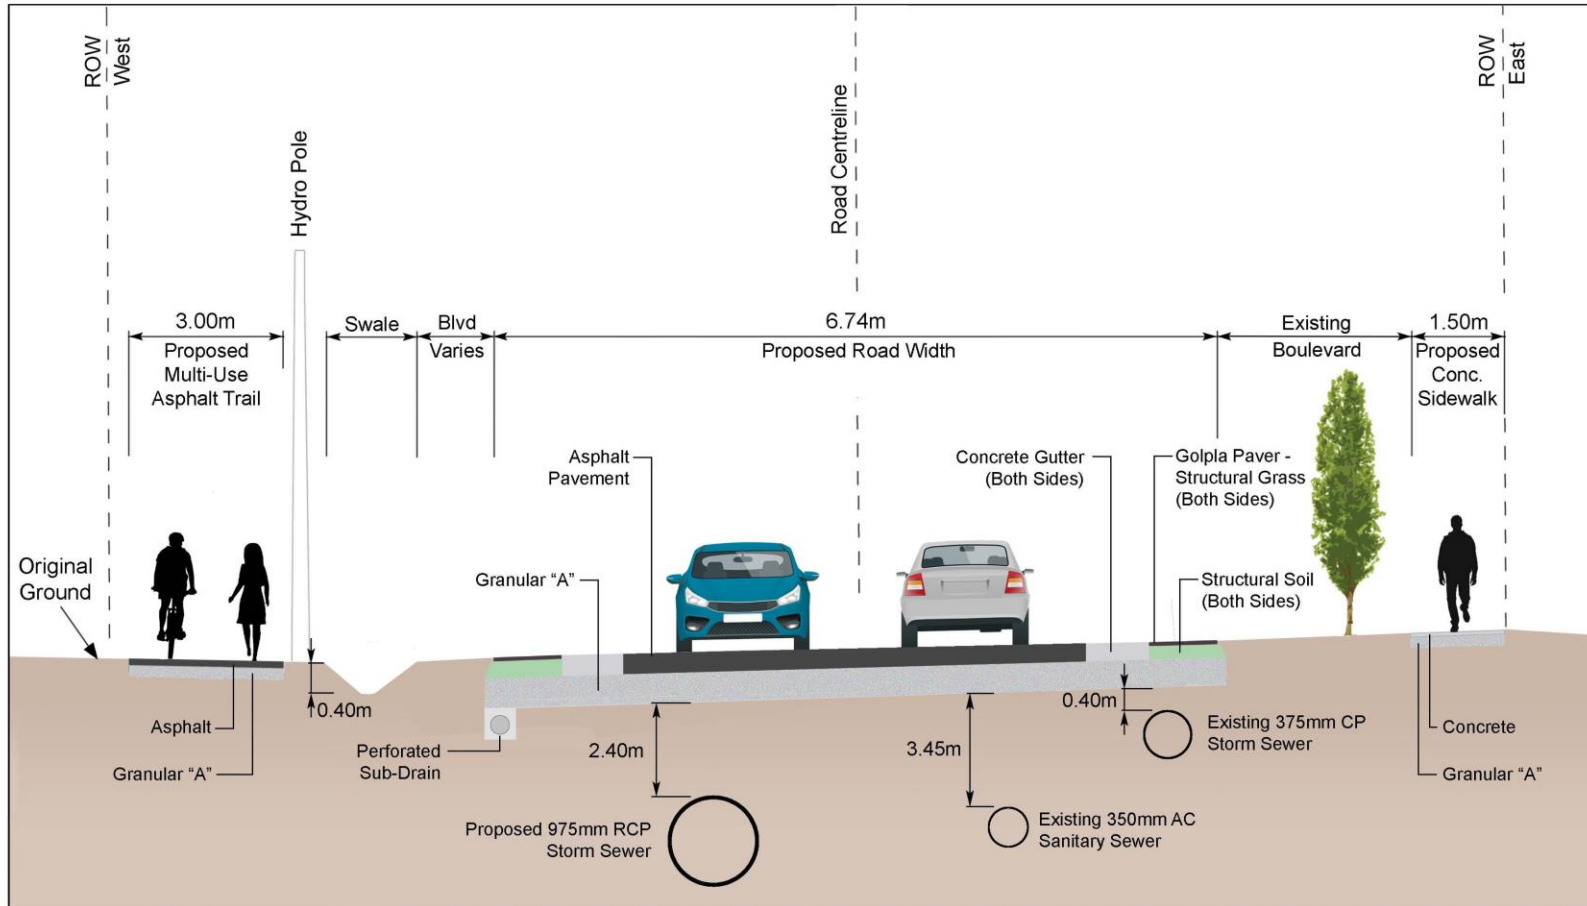 ROW
West
Hydro Pole
Road Centreline
ROW
East
3.00m
Proposed
Multi-Use
Asphalt Trail
Swale
Blvd
Varies
6.74m
Proposed Road Width
Existing
Boulevard
1.50m
Proposed
Conc.
Sidewalk
Asphalt
Pavement
Concrete Gutter
(Both Sides)
Golpla Paver -
Structural Grass
(Both Sides)
Original
Ground
Granular “A”
Structural Soil
(Both Sides)
0.40m
Asphalt
Granular “A”
Perforated
Sub-Drain
2.40m
3.45m
0.40m
Existing 375mm CP
Storm Sewer
Concrete
Granular “A”
Proposed 975mm RCP
Storm Sewer
Existing 350mm AC
Sanitary Sewer